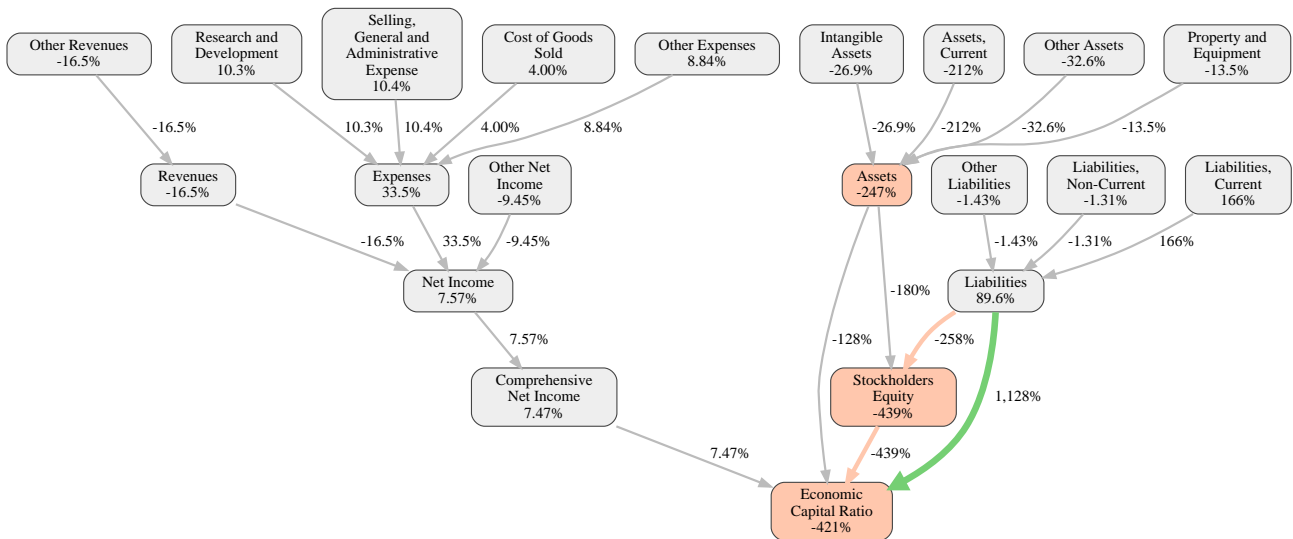 Other Revenues
-16.5%
Research and
Development
10.3%
Selling,
General and
Administrative
Expense
10.4%
Cost of Goods
Sold
4.00%
Other Expenses
8.84%
Intangible
Assets
-26.9%
Assets,
Current
-212%
Other Assets
-32.6%
Property and
Equipment
-13.5%
-16.5%
10.3%
10.4%
4.00%
8.84%
-26.9%
-212%
-32.6%
-13.5%
Revenues
-16.5%
Expenses
33.5%
Other Net
Income
-9.45%
Assets
-247%
Other
Liabilities
-1.43%
Liabilities,
Non-Current
-1.31%
Liabilities,
Current
166%
-16.5%
33.5%
-9.45%
-1.43%
-1.31%
166%
Net Income
7.57%
-180%
Liabilities
89.6%
7.57%
-128%
-258%
Comprehensive
Net Income
7.47%
Stockholders
Equity
-439%
1,128%
7.47%
-439%
Economic
Capital Ratio
-421%